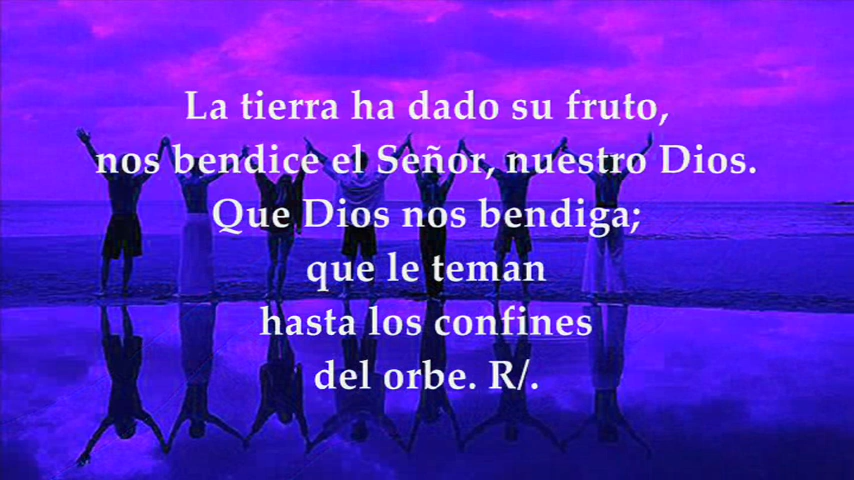 La tierra ha dado su fruto,
nos bendice el Señor, nuestro Dios.
Que Dios nos bendiga;
que le teman
hasta los confines
del orbe. R/.